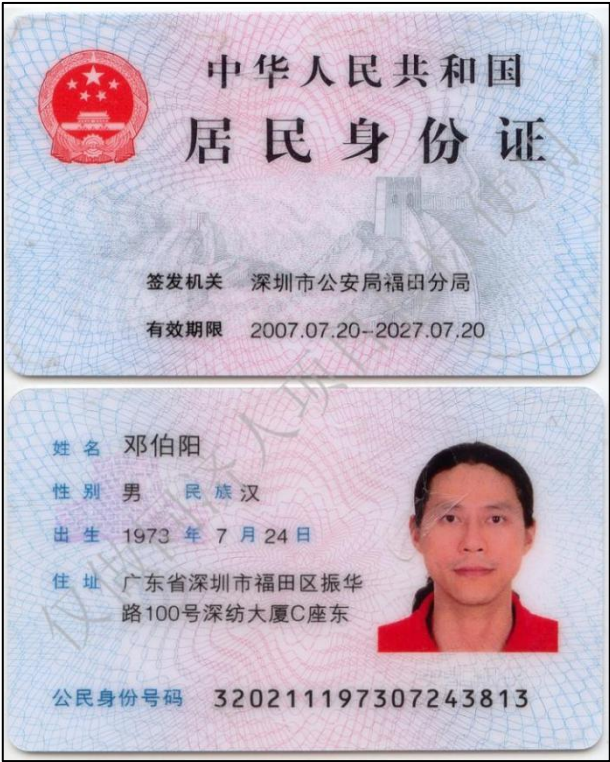 中华人民共和国
居民身份证
签发机关 深圳市公安局福田分局
有效期限 2007.07.20-2027.07.20
姓名 邓伯阳
性别 男 民族 汉
出生 1973 年 7 月 24 日
住址 广东省深圳市福田区振华
路100号深纺大厦C座东
公民身份号码 320211197307243813